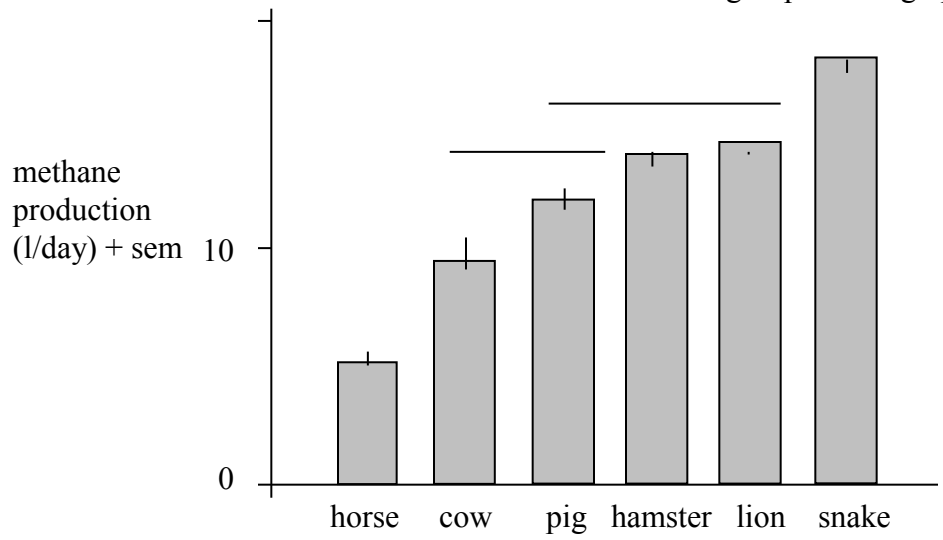 methane
production
(l/day) + sem
10
0
horse cow pig hamster lion snake